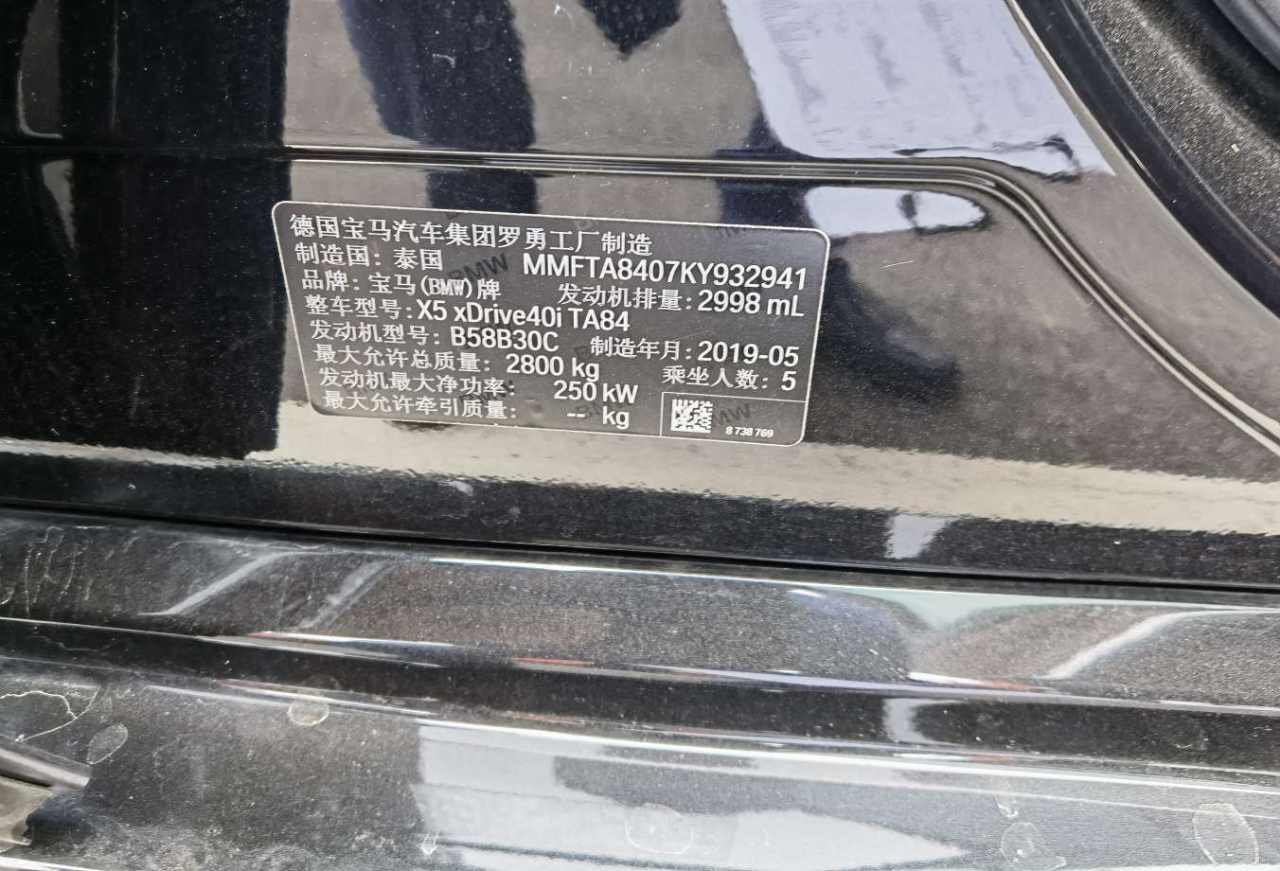 德国宝马汽车集团罗勇工厂制造
制造国: 泰国 MMFTA8407KY932941
品牌: 宝马(BMW)牌 发动机排量: 2998 mL
整车型号: X5 xDrive40i TA84
发动机型号: B58B30C 制造年月: 2019-05
最大允许总质量: 2800 kg 乘坐人数: 5
发动机最大净功率: 250 kW
最大允许牵引质量: -- kg
8 738 769